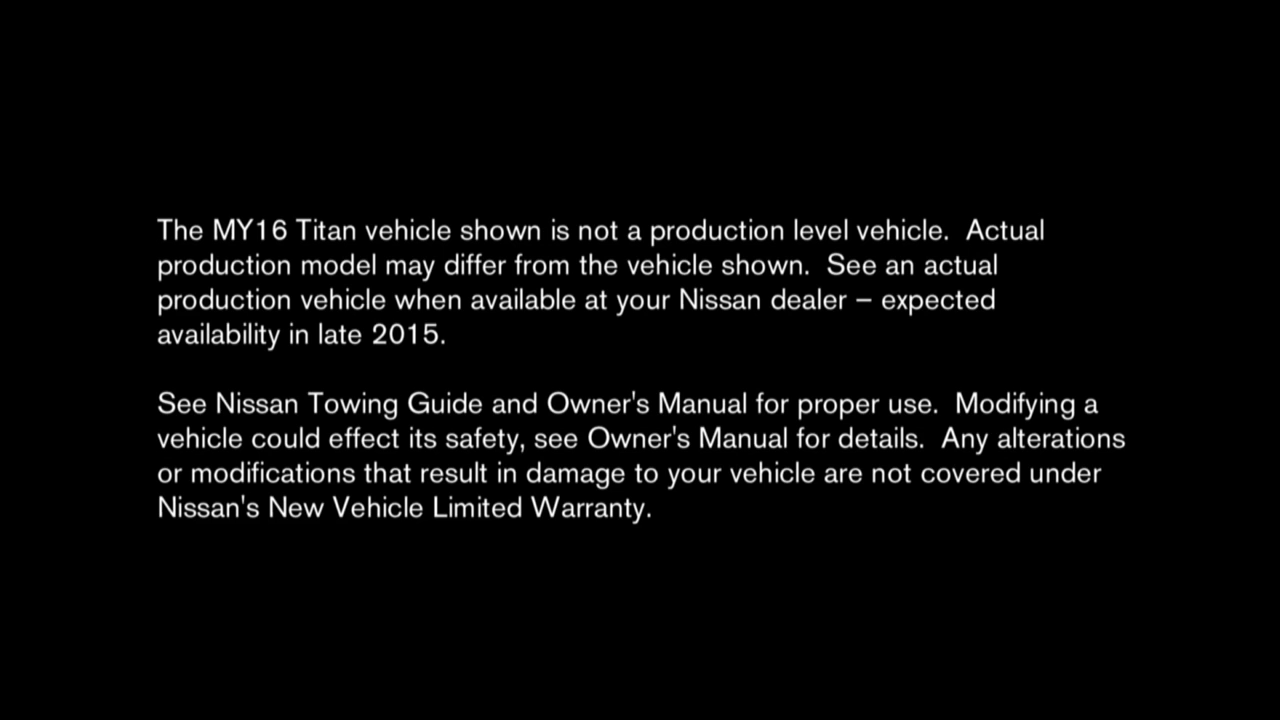 The MY16 Titan vehicle shown is not a production level vehicle.  Actual
production model may differ from the vehicle shown.  See an actual
production vehicle when available at your Nissan dealer – expected
availability in late 2015.
See Nissan Towing Guide and Owner's Manual for proper use.  Modifying a
vehicle could effect its safety, see Owner's Manual for details.  Any alterations
or modifications that result in damage to your vehicle are not covered under
Nissan's New Vehicle Limited Warranty.